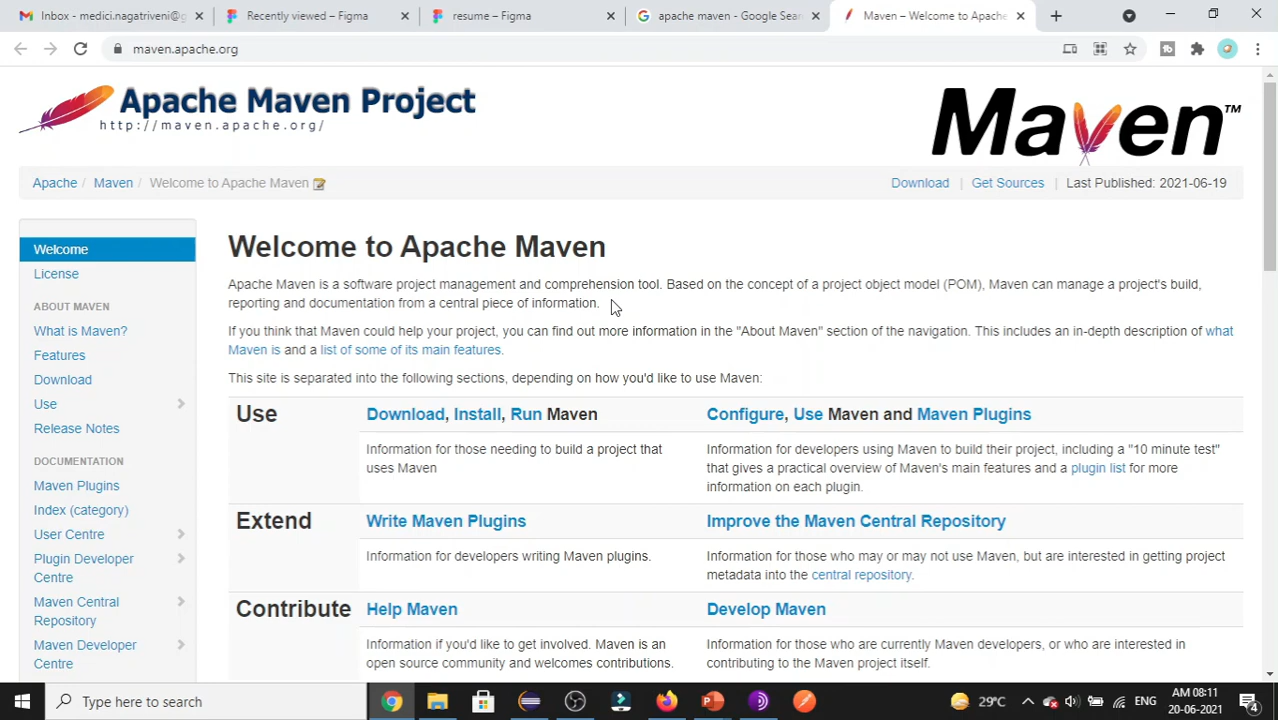 Inbox - medici.nagatriveni@g
Recently viewed – Figma
resume – Figma
apache maven - Google Sear
Maven – Welcome to Apache
maven.apache.org
Apache Maven Project
http://maven.apache.org/
Maven™
Apache / Maven / Welcome to Apache Maven
Download | Get Sources | Last Published: 2021-06-19
Welcome
License
ABOUT MAVEN
What is Maven?
Features
Download
Use
Release Notes
DOCUMENTATION
Maven Plugins
Index (category)
User Centre
Plugin Developer
Centre
Maven Central
Repository
Maven Developer
Centre
Welcome to Apache Maven
Apache Maven is a software project management and comprehension tool. Based on the concept of a project object model (POM), Maven can manage a project's build,
reporting and documentation from a central piece of information.
If you think that Maven could help your project, you can find out more information in the "About Maven" section of the navigation. This includes an in-depth description of what
Maven is and a list of some of its main features.
This site is separated into the following sections, depending on how you'd like to use Maven:
Use
Download, Install, Run Maven
Information for those needing to build a project that
uses Maven
Configure, Use Maven and Maven Plugins
Information for developers using Maven to build their project, including a "10 minute test"
that gives a practical overview of Maven's main features and a plugin list for more
information on each plugin.
Extend
Write Maven Plugins
Information for developers writing Maven plugins.
Improve the Maven Central Repository
Information for those who may or may not use Maven, but are interested in getting project
metadata into the central repository.
Contribute
Help Maven
Information if you'd like to get involved. Maven is an
open source community and welcomes contributions.
Develop Maven
Information for those who are currently Maven developers, or who are interested in
contributing to the Maven project itself.
Type here to search
29°C
ENG
AM 08:11
20-06-2021
4